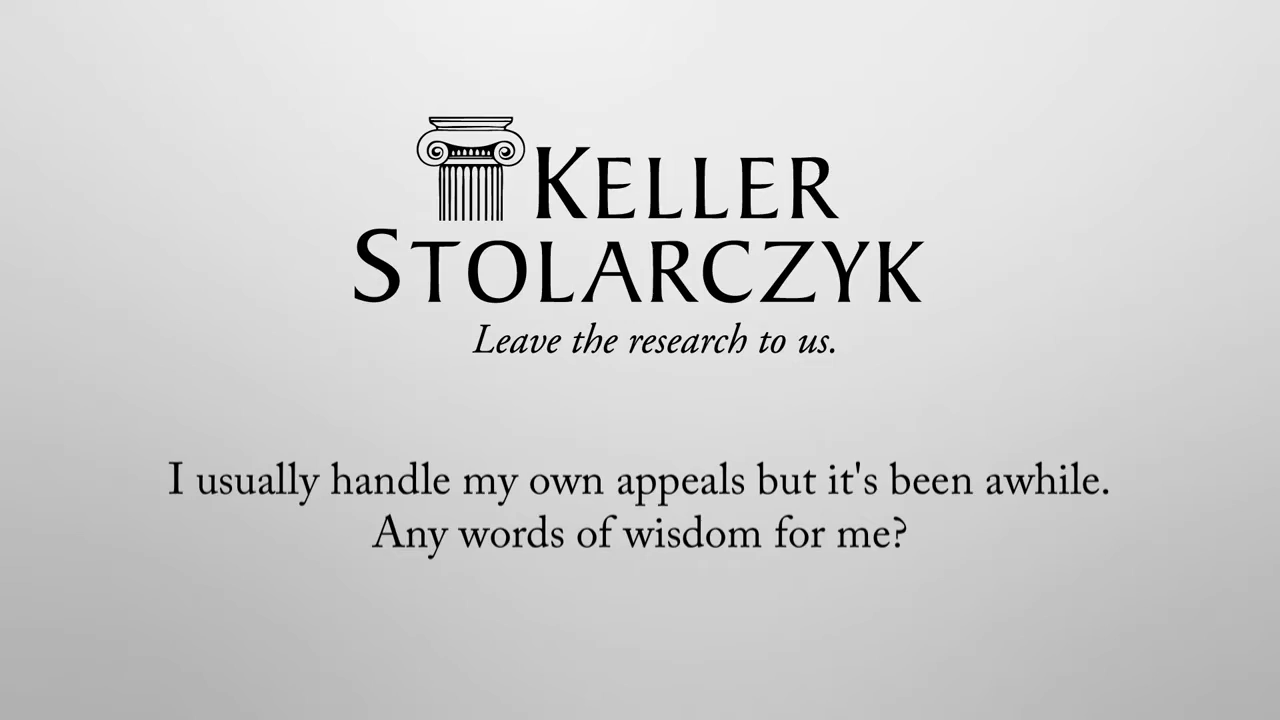 KELLER
STOLARCZYK
Leave the research to us.
I usually handle my own appeals but it's been awhile.
Any words of wisdom for me?